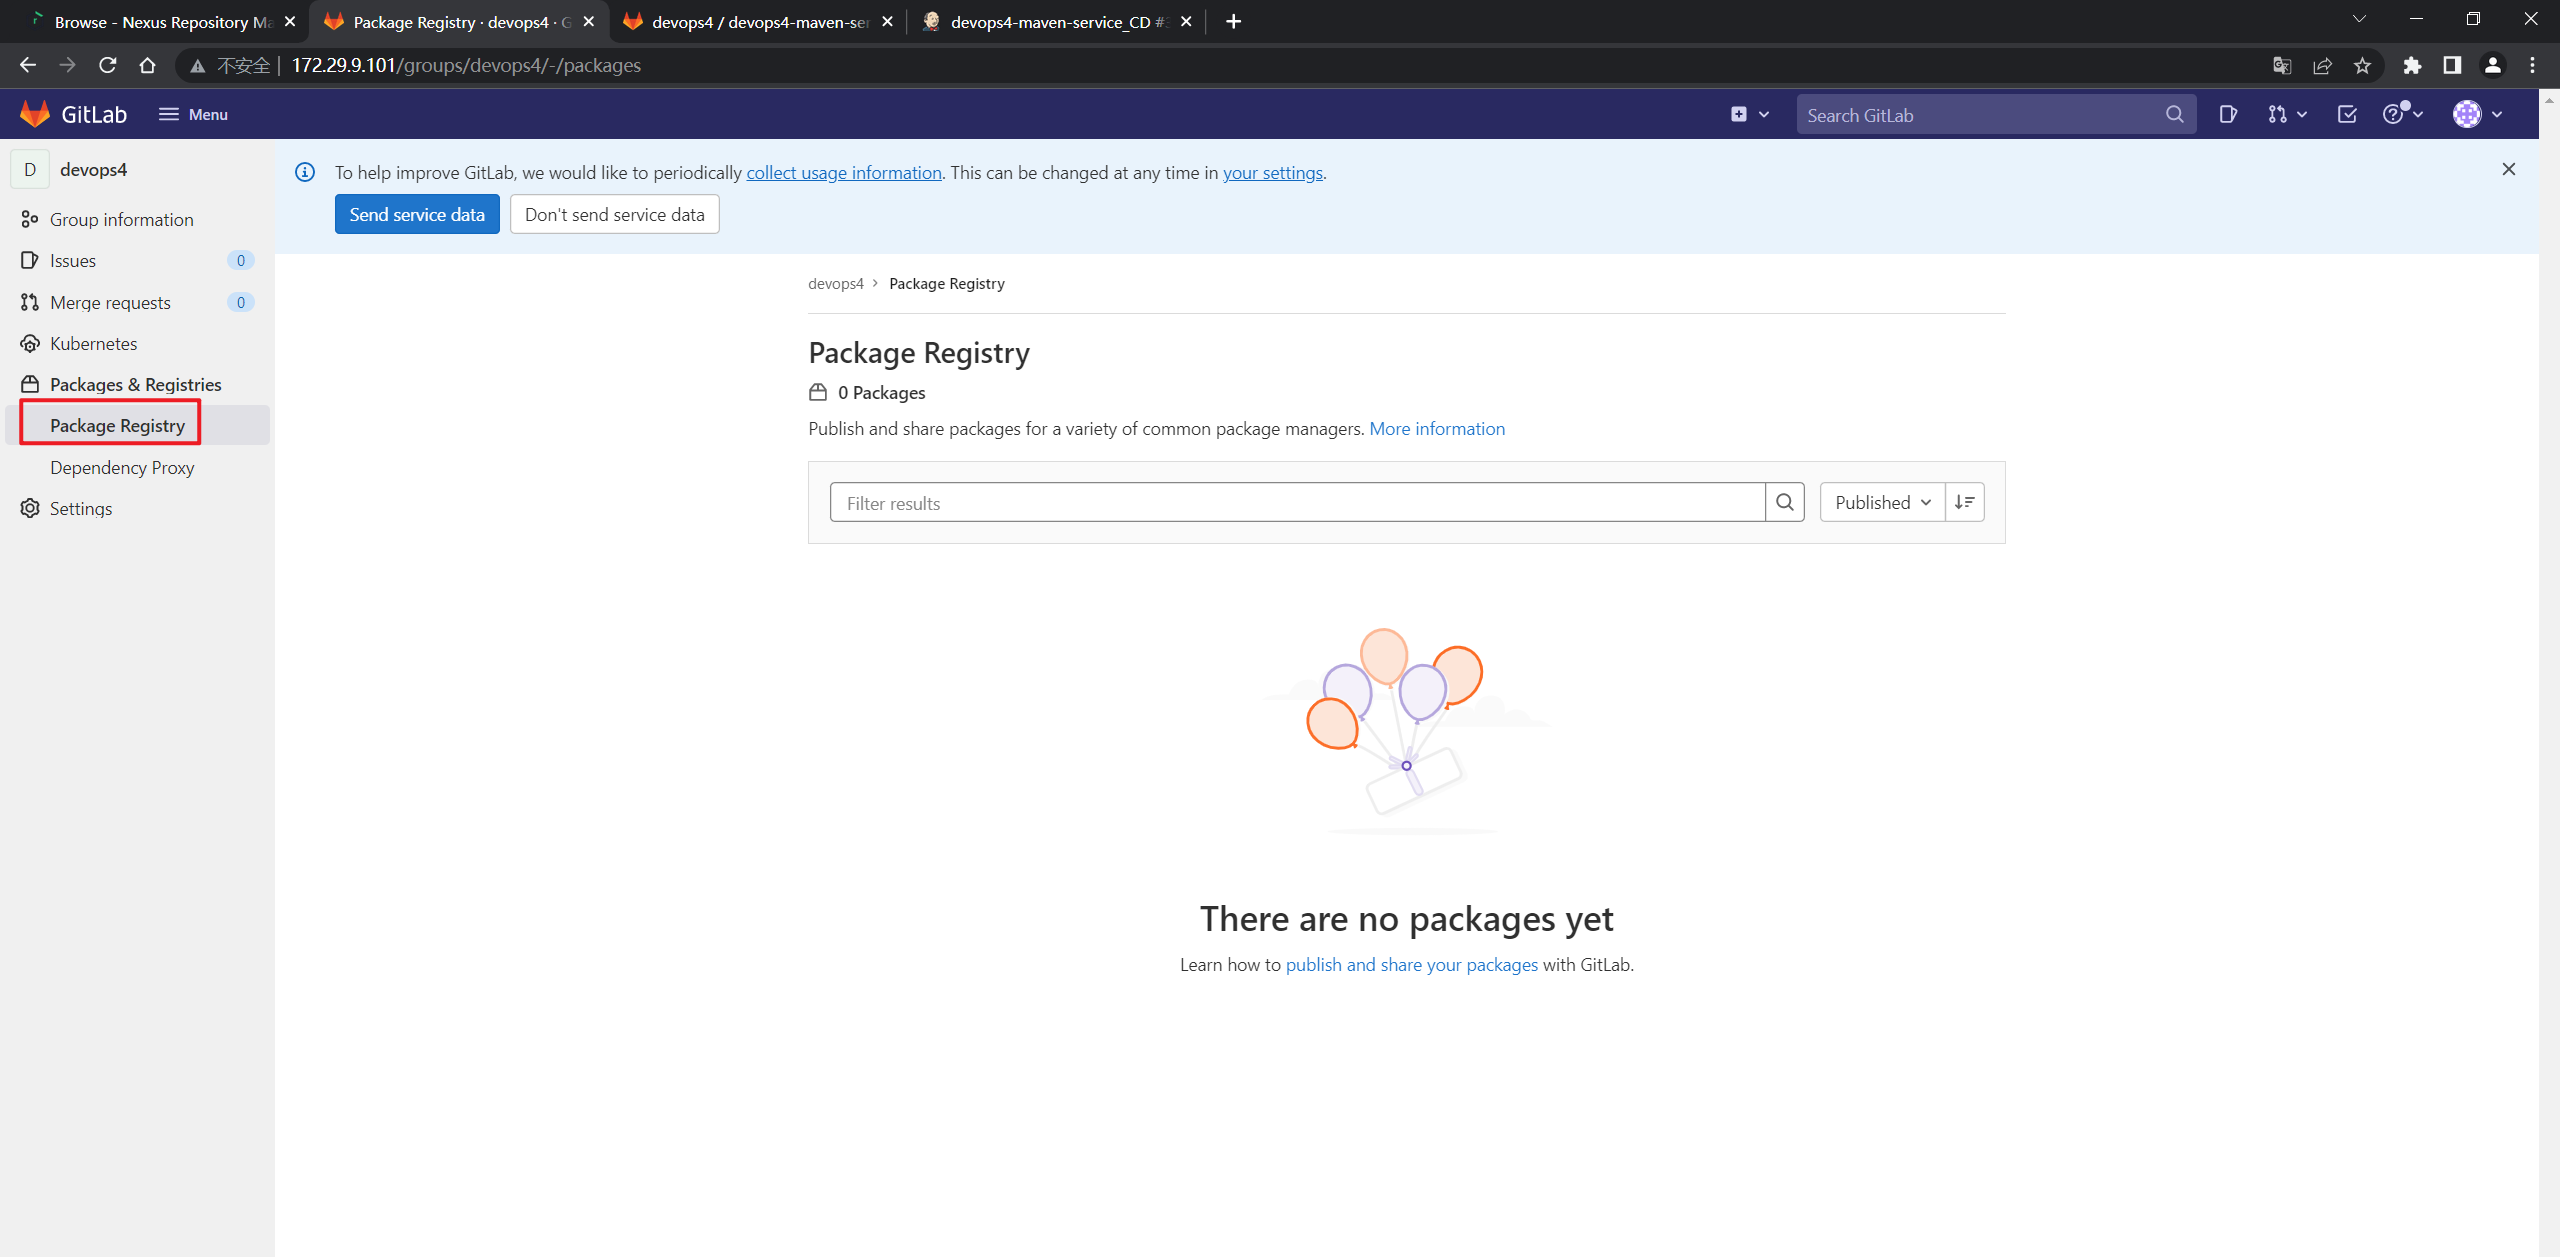 Browse - Nexus Repository Ma
Package Registry · devops4 · G
devops4 / devops4-maven-ser
devops4-maven-service_CD #3
不安全 | 172.29.9.101/groups/devops4/-/packages
GitLab
Menu
Search GitLab
D devops4
Group information
Issues 0
Merge requests 0
Kubernetes
Packages & Registries
Package Registry
Dependency Proxy
Settings
To help improve GitLab, we would like to periodically collect usage information. This can be changed at any time in your settings.
Send service data
Don't send service data
devops4 > Package Registry
Package Registry
0 Packages
Publish and share packages for a variety of common package managers. More information
Filter results
Published
There are no packages yet
Learn how to publish and share your packages with GitLab.